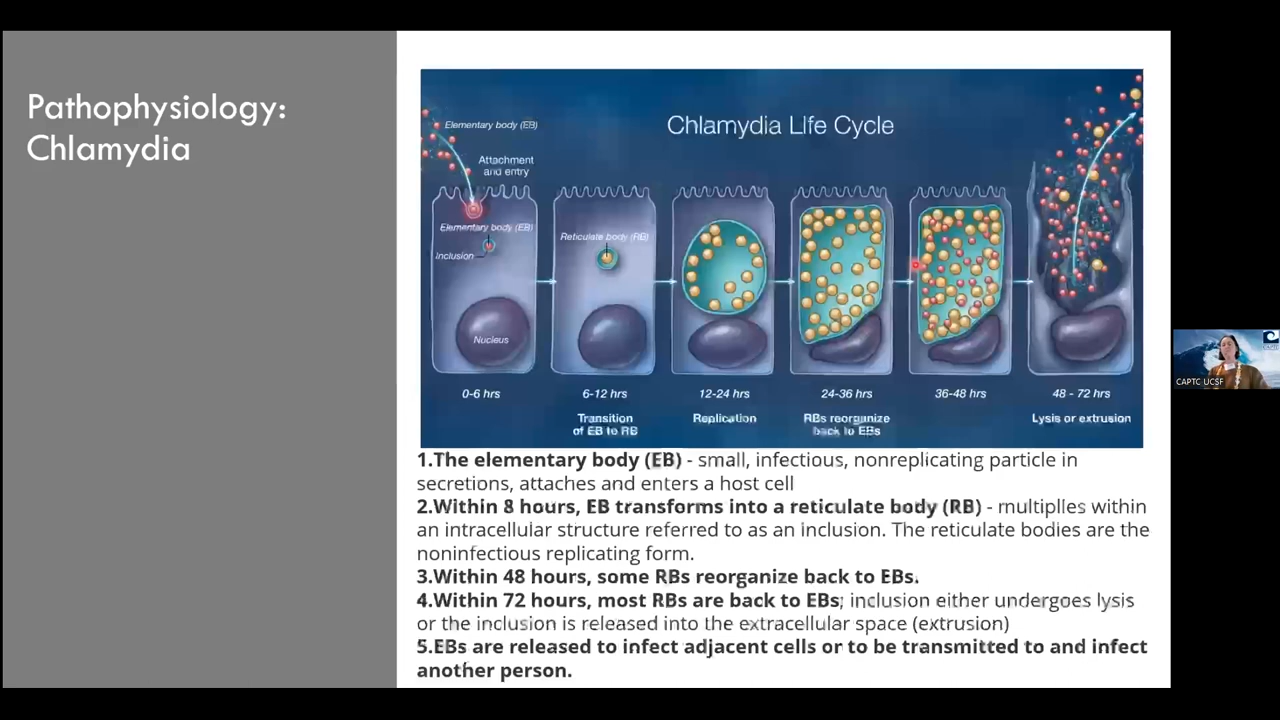 Pathophysiology:
Chlamydia
Chlamydia Life Cycle
Elementary body (EB)
Attachment
and entry
Elementary body (EB)
Inclusion
Nucleus
Reticulate body (RB)
0-6 hrs
6-12 hrs
12-24 hrs
24-36 hrs
36-48 hrs
48 - 72 hrs
Transition
of EB to RB
Replication
RBs reorganize
back to EBs
Lysis or extrusion
1.The elementary body (EB) - small, infectious, nonreplicating particle in
secretions, attaches and enters a host cell
2.Within 8 hours, EB transforms into a reticulate body (RB) - multiplies within
an intracellular structure referred to as an inclusion. The reticulate bodies are the
noninfectious replicating form.
3.Within 48 hours, some RBs reorganize back to EBs.
4.Within 72 hours, most RBs are back to EBs; inclusion either undergoes lysis
or the inclusion is released into the extracellular space (extrusion)
5.EBs are released to infect adjacent cells or to be transmitted to and infect
another person.
CAPTC UCSF